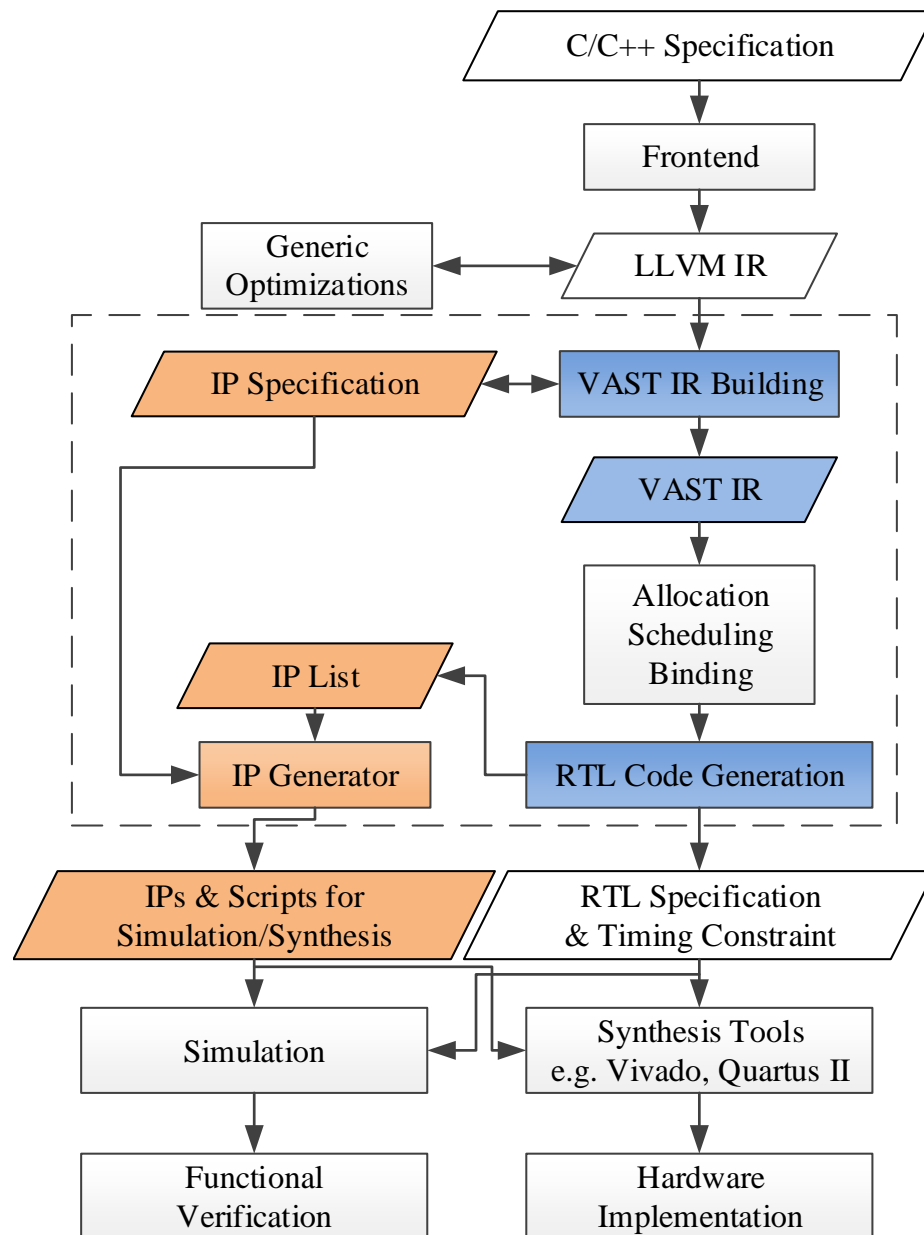 C/C++ Specification
Frontend
Generic
Optimizations
LLVM IR
IP Specification
VAST IR Building
VAST IR
Allocation
Scheduling
Binding
IP List
IP Generator
RTL Code Generation
IPs & Scripts for
Simulation/Synthesis
RTL Specification
& Timing Constraint
Simulation
Synthesis Tools
e.g. Vivado, Quartus II
Functional
Verification
Hardware
Implementation